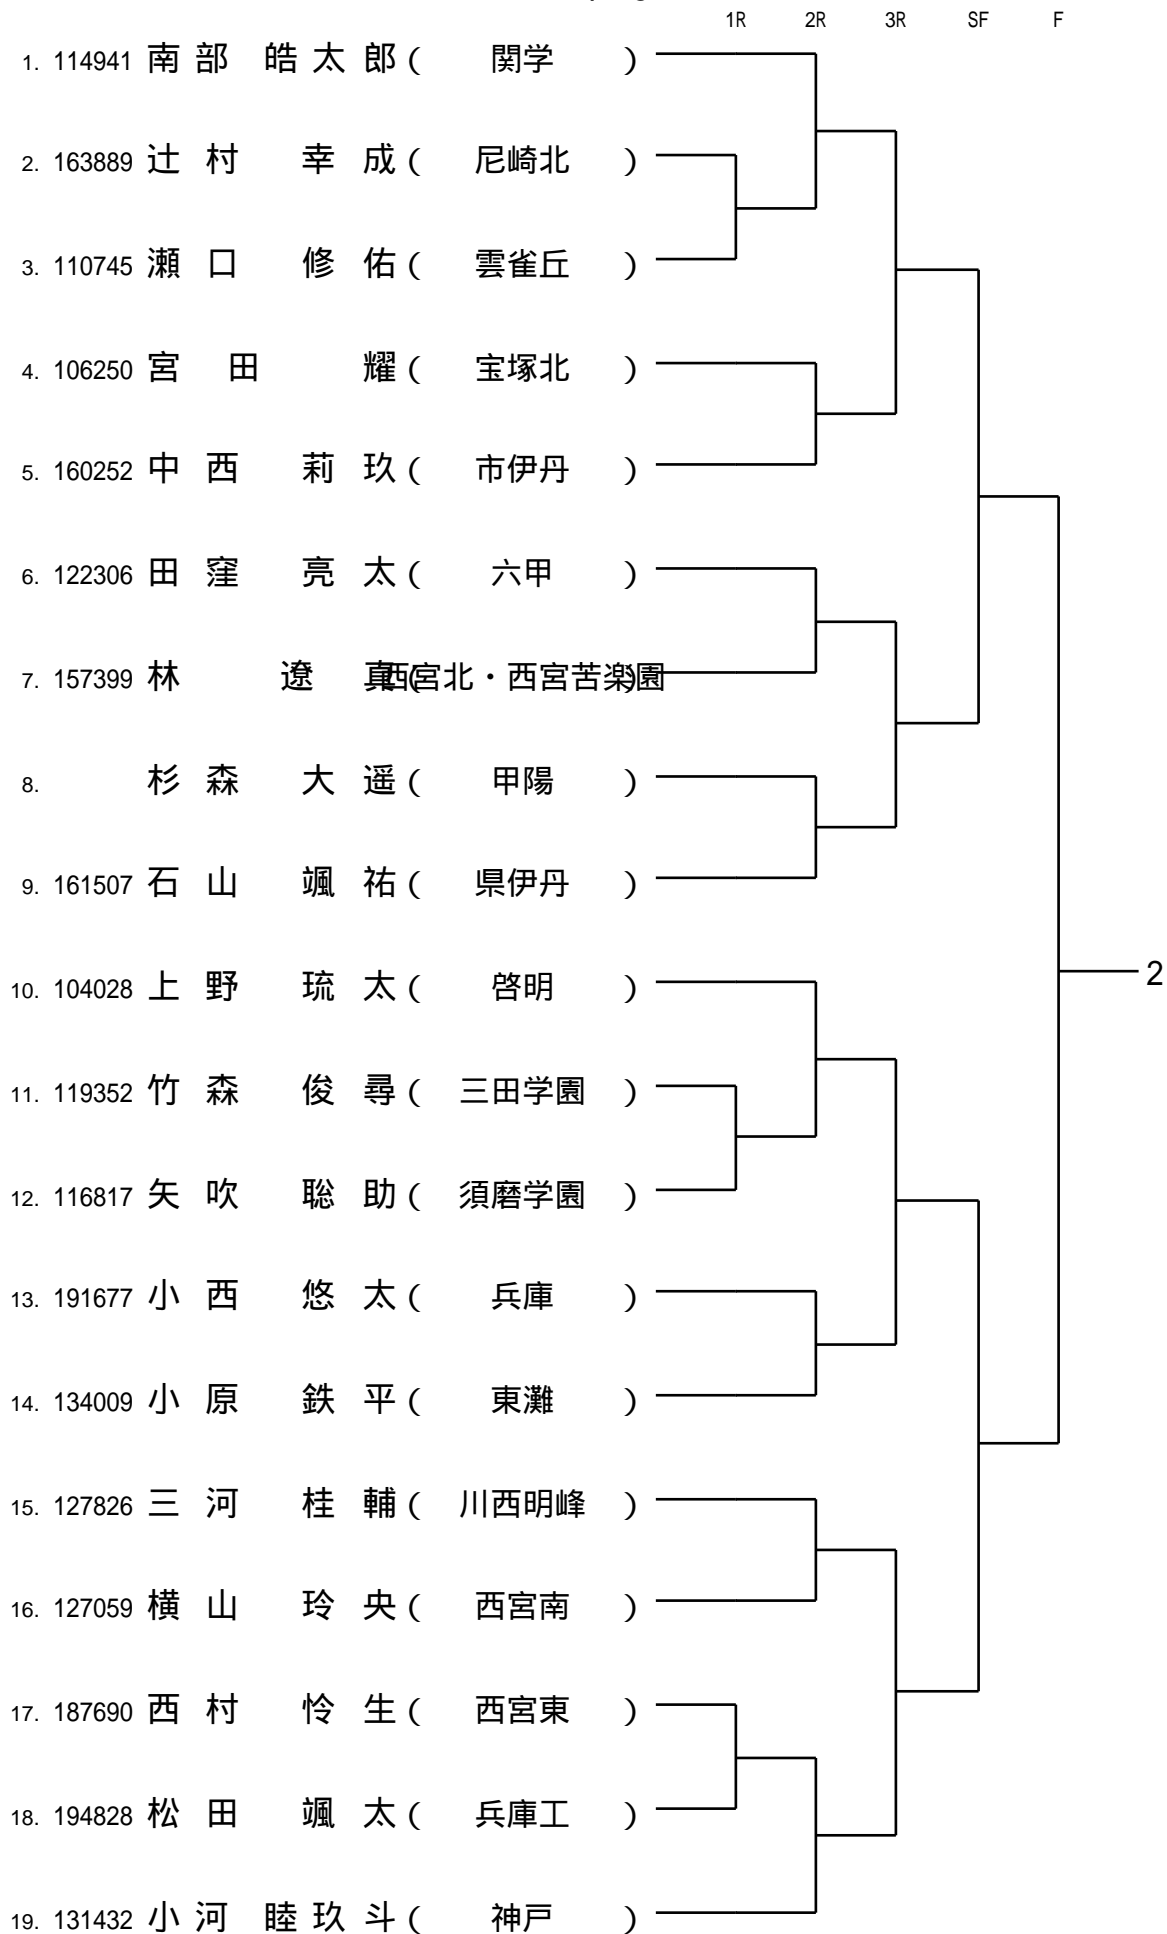 1R 2R 3R SF F
1. 114941 南部 皓太郎 ( 関学 )
2. 163889 辻村 幸成 ( 尼崎北 )
3. 110745 瀬口 修佑 ( 雲雀丘 )
4. 106250 宮田 耀 ( 宝塚北 )
5. 160252 中西 莉玖 ( 市伊丹 )
6. 122306 田窪 亮太 ( 六甲 )
7. 157399 林 遼真 ( 西宮北・西宮苦楽園 )
8. 杉森 大遥 ( 甲陽 )
9. 161507 石山 颯祐 ( 県伊丹 )
2
10. 104028 上野 琉太 ( 啓明 )
11. 119352 竹森 俊尋 ( 三田学園 )
12. 116817 矢吹 聡助 ( 須磨学園 )
13. 191677 小西 悠太 ( 兵庫 )
14. 134009 小原 鉄平 ( 東灘 )
15. 127826 三河 桂輔 ( 川西明峰 )
16. 127059 横山 玲央 ( 西宮南 )
17. 187690 西村 怜生 ( 西宮東 )
18. 194828 松田 颯太 ( 兵庫工 )
19. 131432 小河 睦玖斗 ( 神戸 )